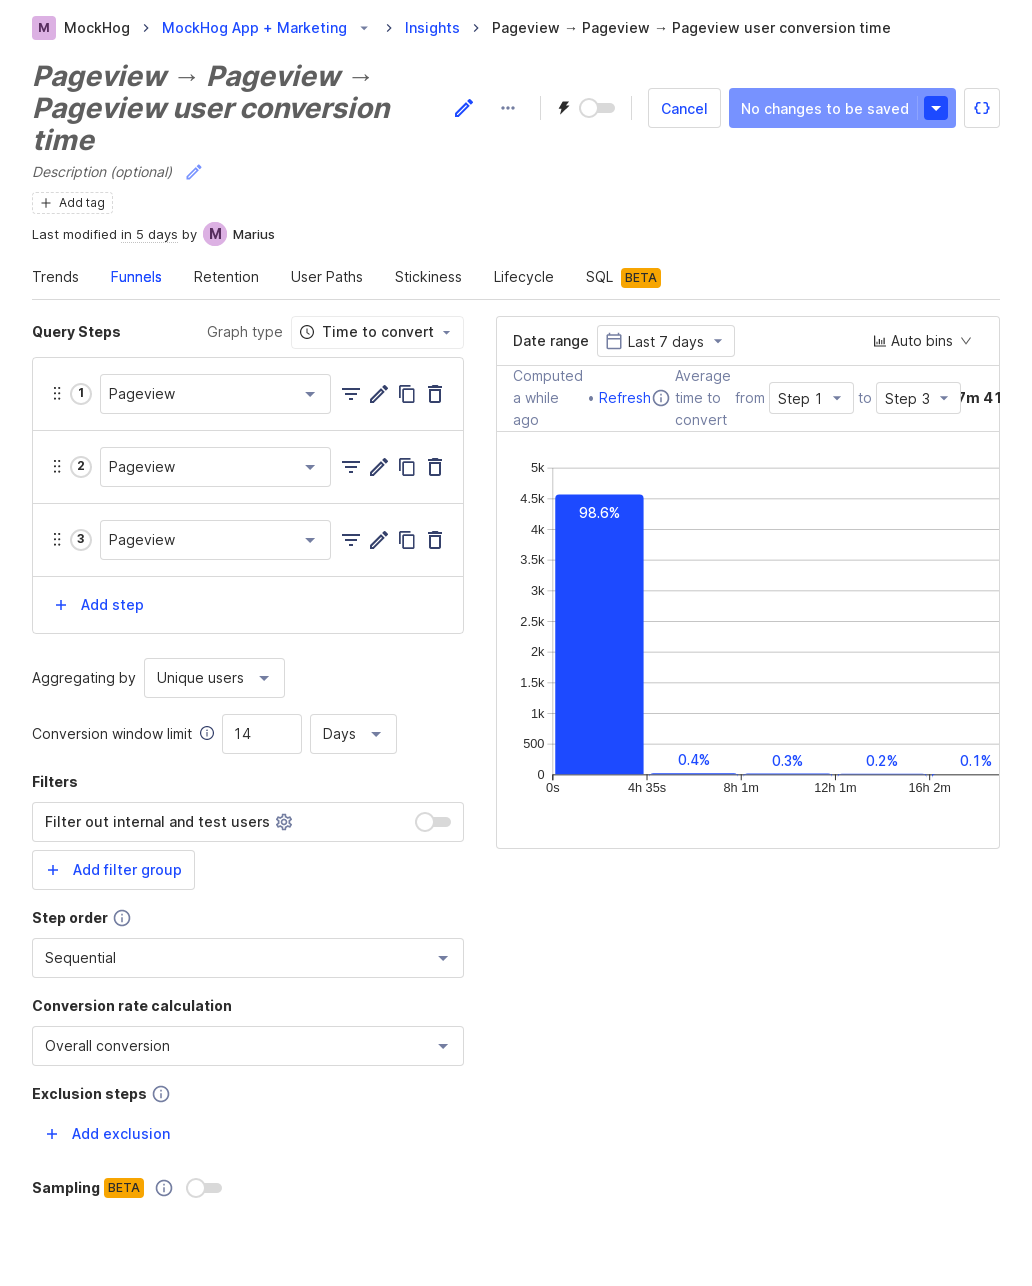 M MockHog > MockHog App + Marketing > Insights > Pageview → Pageview → Pageview user conversion time
Pageview → Pageview →
Pageview user conversion
time
Cancel
No changes to be saved
Description (optional)
+ Add tag
Last modified in 5 days by M Marius
Trends Funnels Retention User Paths Stickiness Lifecycle SQL BETA
Query Steps
Graph type Time to convert
1 Pageview
2 Pageview
3 Pageview
+ Add step
Aggregating by Unique users
Conversion window limit 14 Days
Filters
Filter out internal and test users
+ Add filter group
Step order
Sequential
Conversion rate calculation
Overall conversion
Exclusion steps
+ Add exclusion
Sampling BETA
Date range Last 7 days
Auto bins
Computed
a while
ago
• Refresh
Average
time to
convert
from Step 1 to Step 3
7m 41
5k
4.5k
4k
3.5k
3k
2.5k
2k
1.5k
1k
500
0
98.6%
0.4%
0.3%
0.2%
0.1%
0s
4h 35s
8h 1m
12h 1m
16h 2m